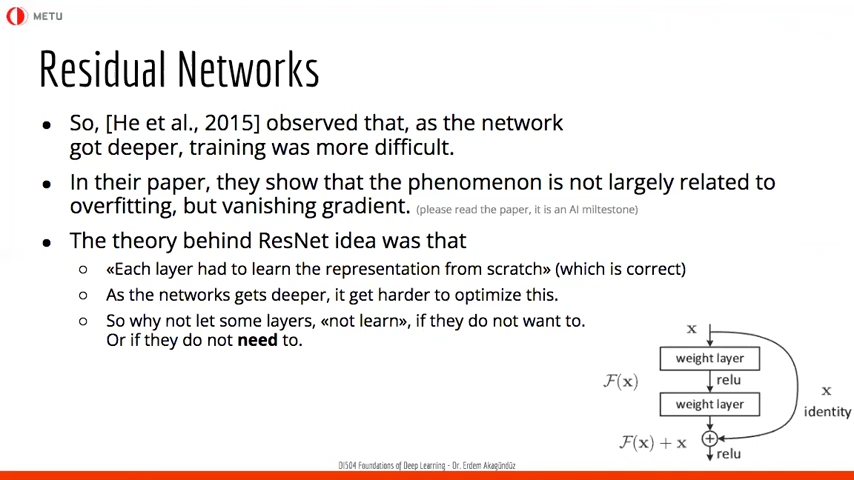 METU
Residual Networks
● So, [He et al., 2015] observed that, as the network
got deeper, training was more difficult.
● In their paper, they show that the phenomenon is not largely related to
overfitting, but vanishing gradient. (please read the paper, it is an AI miltestone)
● The theory behind ResNet idea was that
○ «Each layer had to learn the representation from scratch» (which is correct)
○ As the networks gets deeper, it get harder to optimize this.
○ So why not let some layers, «not learn», if they do not want to.
Or if they do not need to.
x
weight layer
F(x)
relu
weight layer
x
identity
F(x) + x
relu
DI504 Foundations of Deep Learning - Dr. Erdem Akagündüz